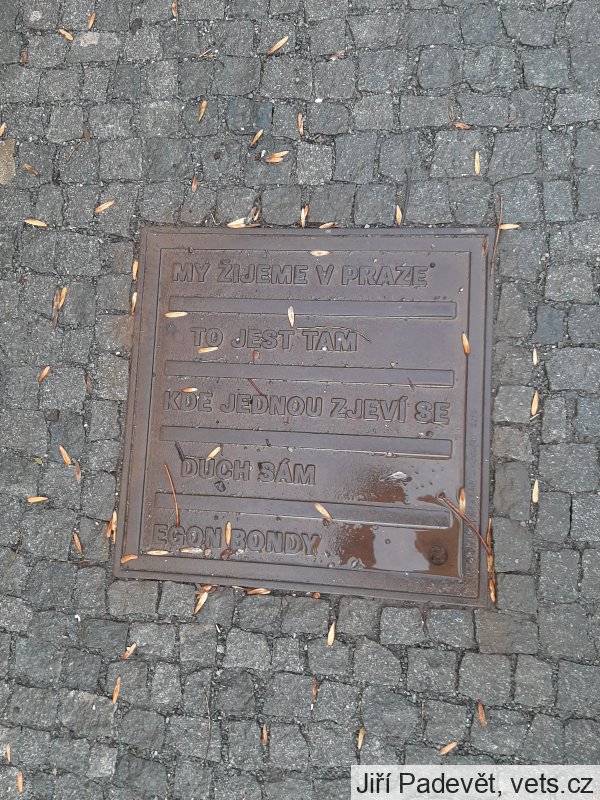 MY ŽIJEME V PRAZE
TO JEST TAM
KDE JEDNOU ZJEVÍ SE
DUCH SÁM
EGON BONDY
Jiří Padevět, vets.cz